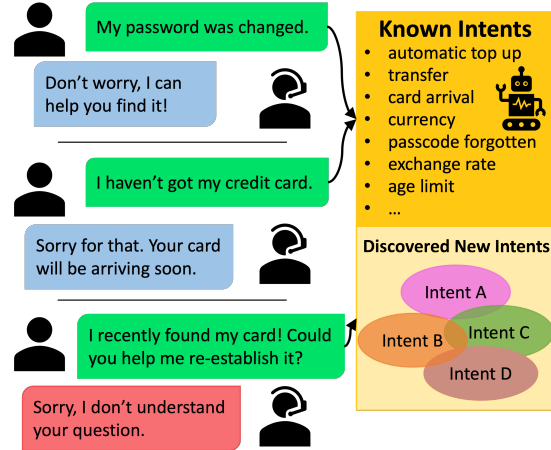 My password was changed.
Don't worry, I can
help you find it!
I haven't got my credit card.
Sorry for that. Your card
will be arriving soon.
I recently found my card! Could
you help me re-establish it?
Sorry, I don't understand
your question.
Known Intents
• automatic top up
• transfer
• card arrival
• currency
• passcode forgotten
• exchange rate
• age limit
• ...
Discovered New Intents
Intent A
Intent B
Intent C
Intent D